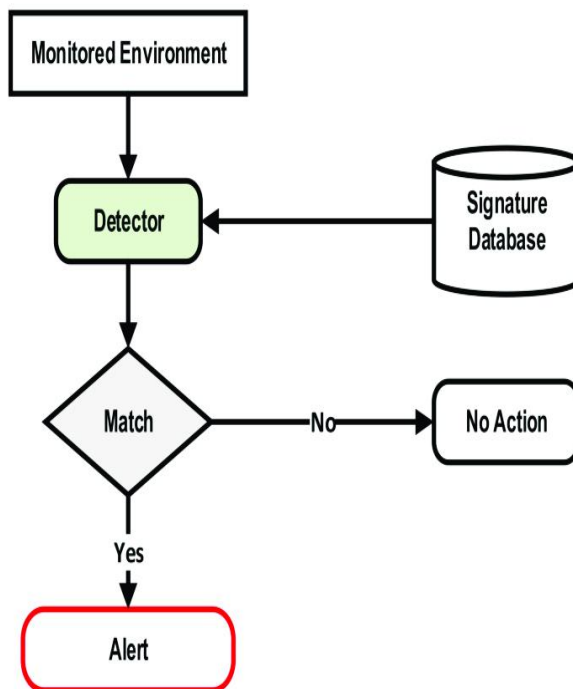 Monitored Environment
Detector
Signature
Database
Match
No
No Action
Yes
Alert